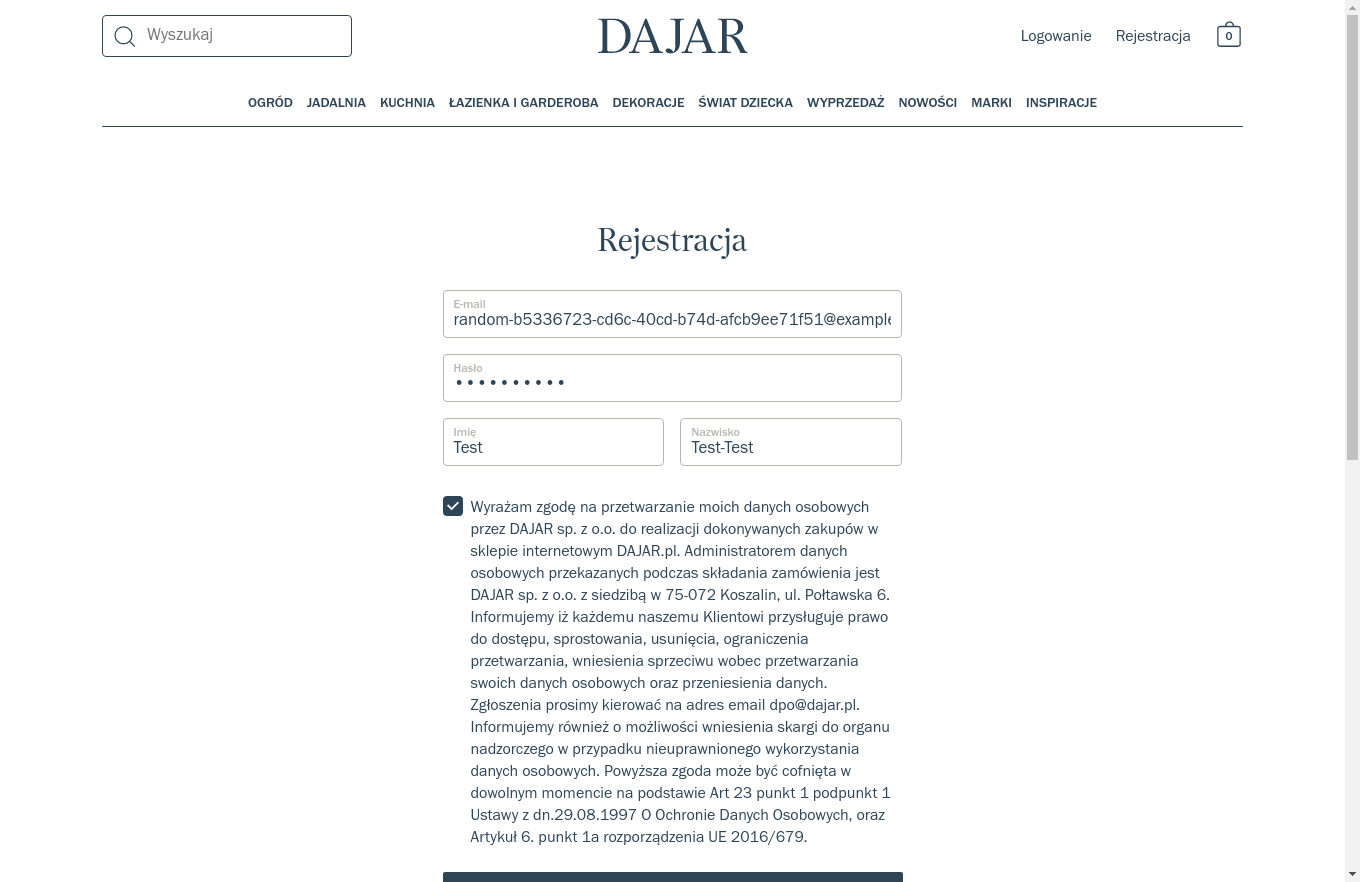 Wyszukaj
DAJAR
Logowanie
Rejestracja
0
OGRÓD JADALNIA KUCHNIA ŁAZIENKA I GARDEROBA DEKORACJE ŚWIAT DZIECKA WYPRZEDAŻ NOWOŚCI MARKI INSPIRACJE
Rejestracja
E-mail
random-b5336723-cd6c-40cd-b74d-afcb9ee71f51@example
Hasło
••••••••••
Imię
Test
Nazwisko
Test-Test
Wyrażam zgodę na przetwarzanie moich danych osobowych
przez DAJAR sp. z o.o. do realizacji dokonywanych zakupów w
sklepie internetowym DAJAR.pl. Administratorem danych
osobowych przekazanych podczas składania zamówienia jest
DAJAR sp. z o.o. z siedzibą w 75-072 Koszalin, ul. Połtawska 6.
Informujemy iż każdemu naszemu Klientowi przysługuje prawo
do dostępu, sprostowania, usunięcia, ograniczenia
przetwarzania, wniesienia sprzeciwu wobec przetwarzania
swoich danych osobowych oraz przeniesienia danych.
Zgłoszenia prosimy kierować na adres email dpo@dajar.pl.
Informujemy również o możliwości wniesienia skargi do organu
nadzorczego w przypadku nieuprawnionego wykorzystania
danych osobowych. Powyższa zgoda może być cofnięta w
dowolnym momencie na podstawie Art 23 punkt 1 podpunkt 1
Ustawy z dn.29.08.1997 O Ochronie Danych Osobowych, oraz
Artykuł 6. punkt 1a rozporządzenia UE 2016/679.